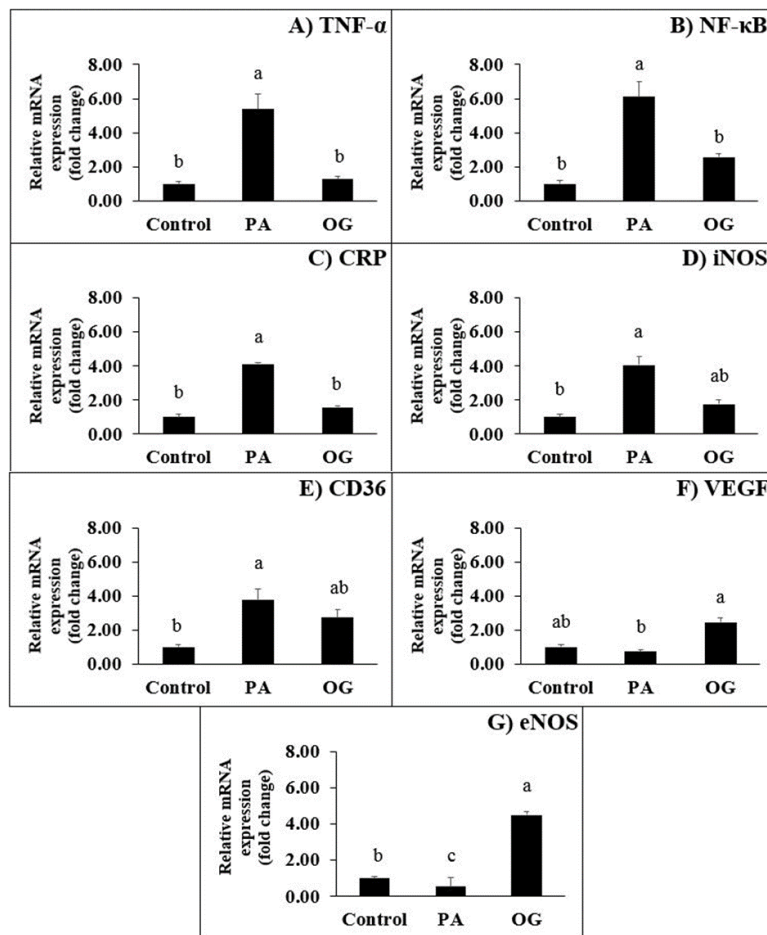 A) TNF-α
Relative mRNA
expression
(fold change)
8.00
6.00
4.00
2.00
0.00
b
a
b
Control PA OG
B) NF-κB
Relative mRNA
expression
(fold change)
8.00
6.00
4.00
2.00
0.00
b
a
b
Control PA OG
C) CRP
Relative mRNA
expression
(fold change)
8.00
6.00
4.00
2.00
0.00
b
a
b
Control PA OG
D) iNOS
Relative mRNA
expression
(fold change)
8.00
6.00
4.00
2.00
0.00
b
a
ab
Control PA OG
E) CD36
Relative mRNA
expression
(fold change)
8.00
6.00
4.00
2.00
0.00
b
a
ab
Control PA OG
F) VEGF
Relative mRNA
expression
(fold change)
8.00
6.00
4.00
2.00
0.00
ab
b
a
Control PA OG
G) eNOS
Relative mRNA
expression
(fold change)
8.00
6.00
4.00
2.00
0.00
b
c
a
Control PA OG